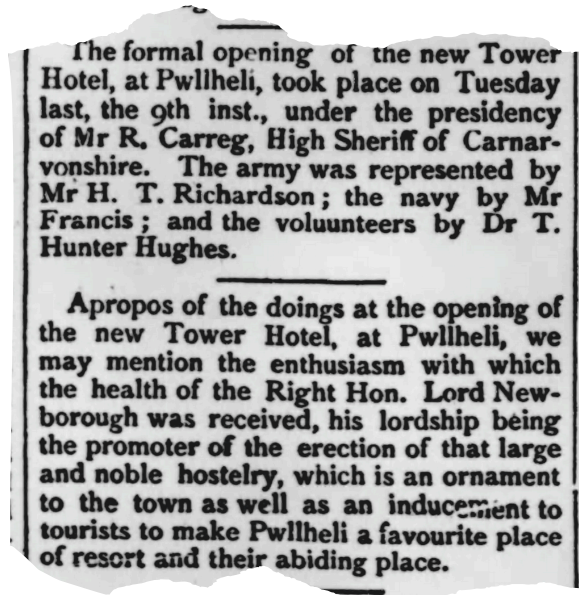 The formal opening of the new Tower
Hotel, at Pwllheli, took place on Tuesday
last, the 9th inst., under the presidency
of Mr R. Carreg, High Sheriff of Carnar-
vonshire. The army was represented by
Mr H. T. Richardson; the navy by Mr
Francis; and the voluunteers by Dr T.
Hunter Hughes.
Apropos of the doings at the opening of
the new Tower Hotel, at Pwllheli, we
may mention the enthusiasm with which
the health of the Right Hon. Lord New-
borough was received, his lordship being
the promoter of the erection of that large
and noble hostelry, which is an ornament
to the town as well as an inducement to
tourists to make Pwllheli a favourite place
of resort and their abiding place.